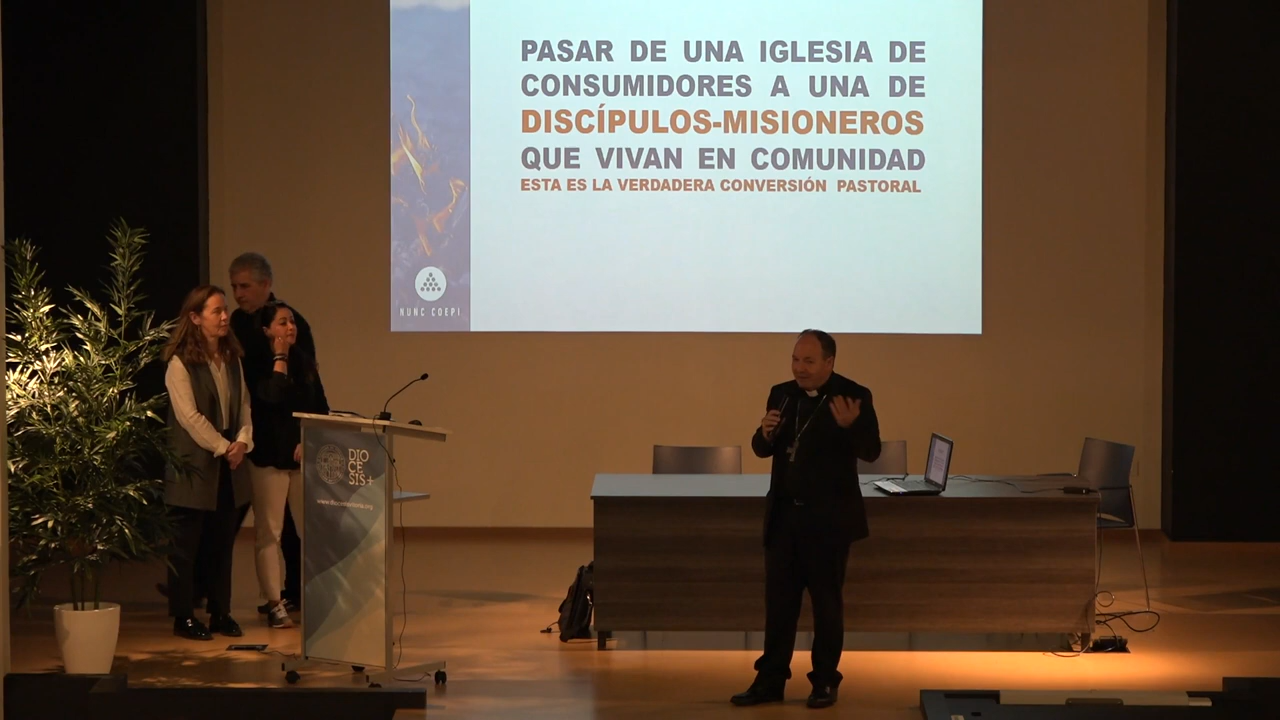 PASAR DE UNA IGLESIA DE
CONSUMIDORES A UNA DE
DISCÍPULOS-MISIONEROS
QUE VIVAN EN COMUNIDAD
ESTA ES LA VERDADERA CONVERSIÓN PASTORAL
NUNC COEPI
DIO
CE
SIS+